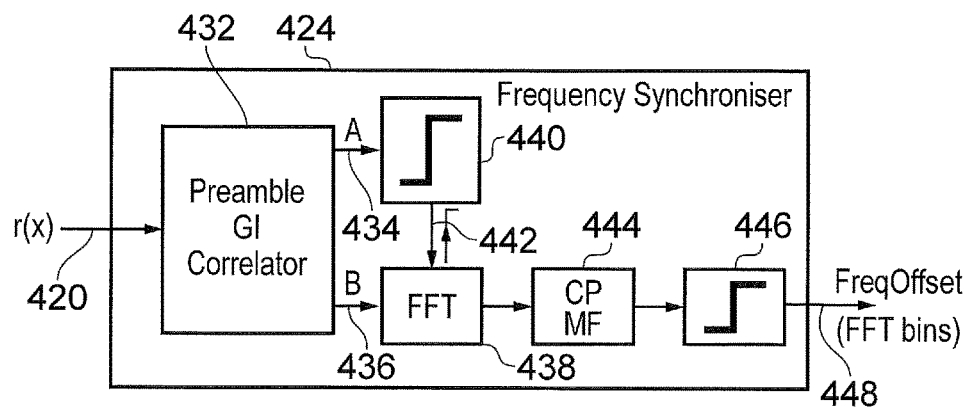 432
424
Frequency Synchroniser
A
440
Preamble
GI
Correlator
434
r(x)
442
444
446
420
B
FFT
CP
MF
FreqOffset
(FFT bins)
436
438
448